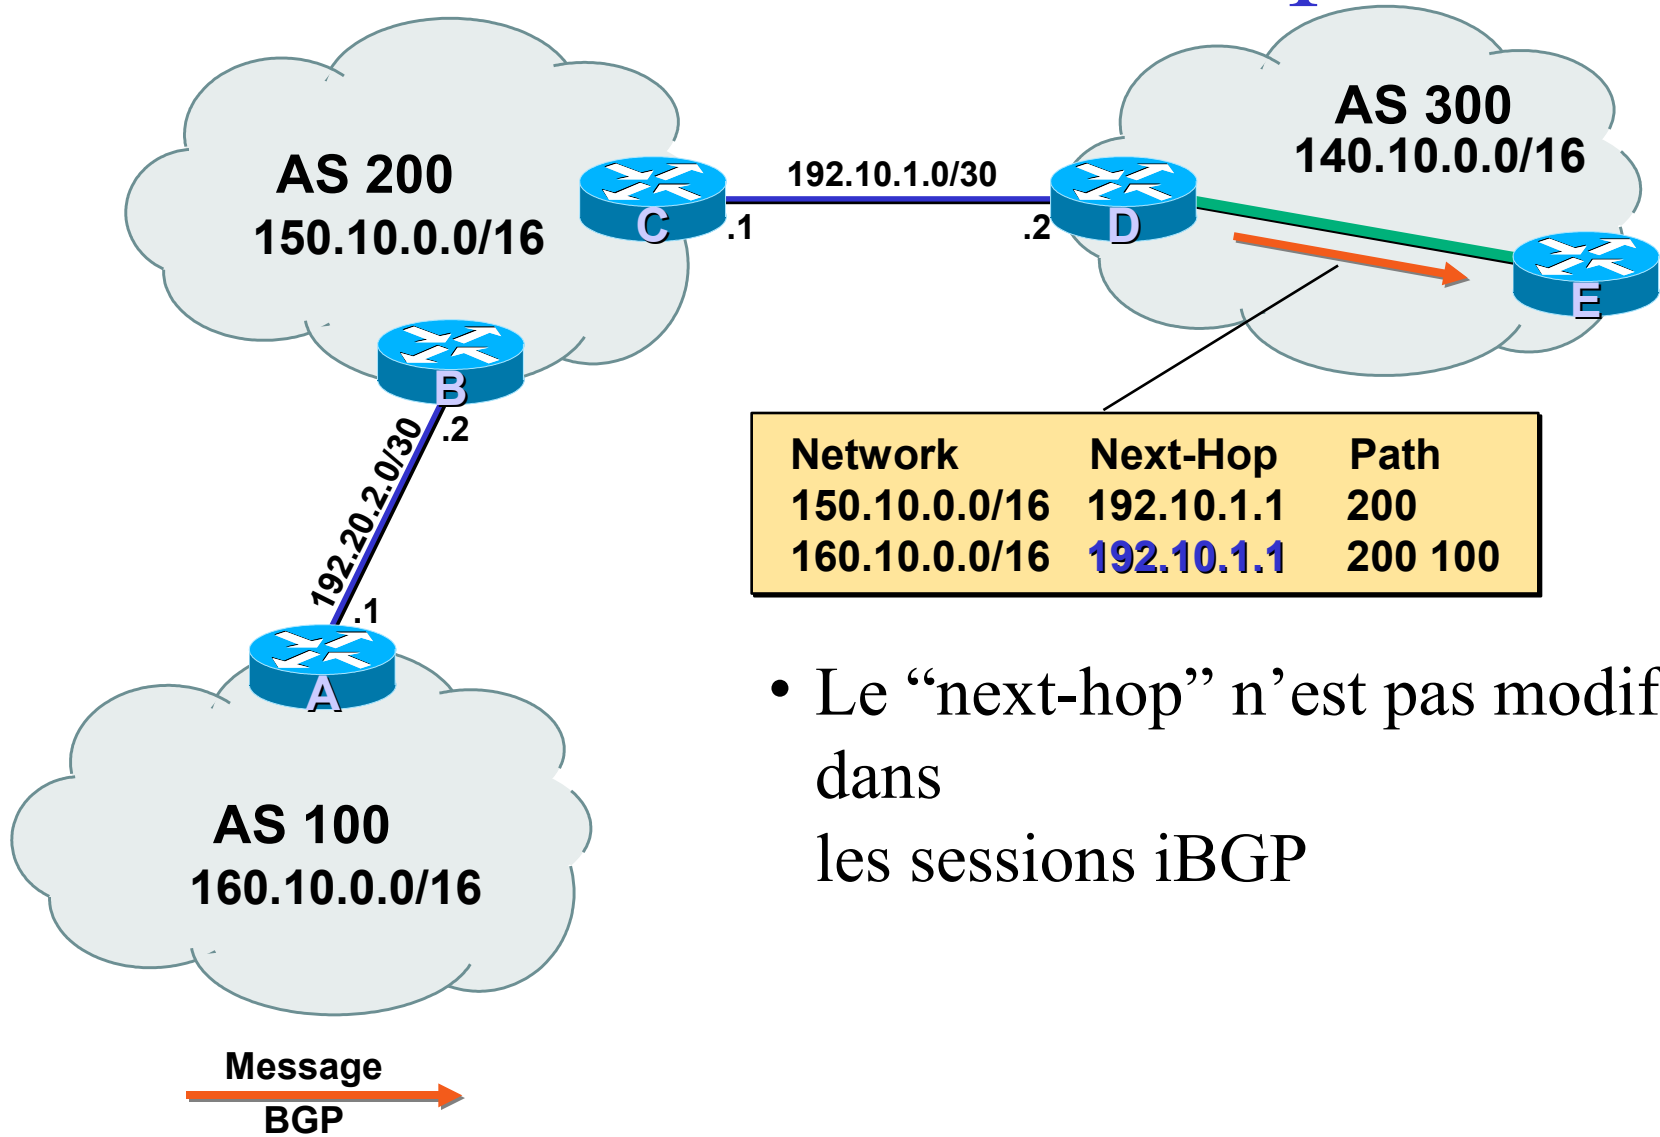 AS 300
140.10.0.0/16
AS 200
150.10.0.0/16
192.10.1.0/30
C
.1
.2
D
E
B
.2
192.20.2.0/30
.1
A
Network Next-Hop Path
150.10.0.0/16 192.10.1.1 200
160.10.0.0/16 192.10.1.1 200 100
AS 100
160.10.0.0/16
• Le “next-hop” n’est pas modif
dans
les sessions iBGP
Message
BGP